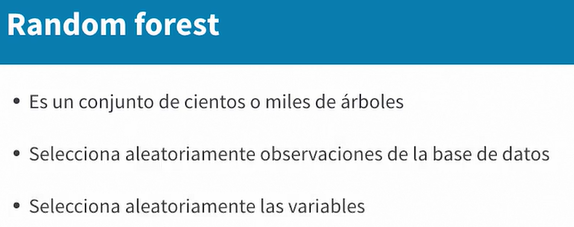 Random forest
• Es un conjunto de cientos o miles de árboles
• Selecciona aleatoriamente observaciones de la base de datos
• Selecciona aleatoriamente las variables